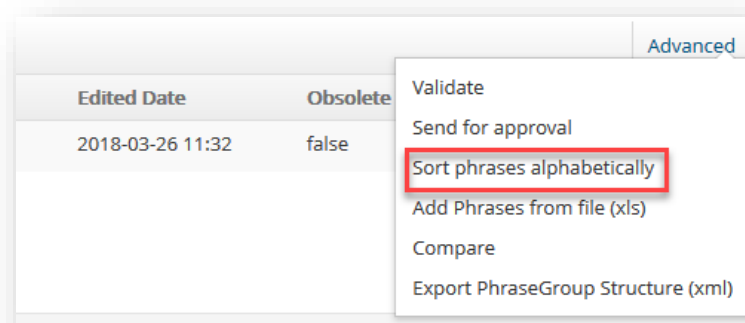 Advanced
Edited Date Obsolete
Validate
2018-03-26 11:32 false
Send for approval
Sort phrases alphabetically
Add Phrases from file (xls)
Compare
Export PhraseGroup Structure (xml)